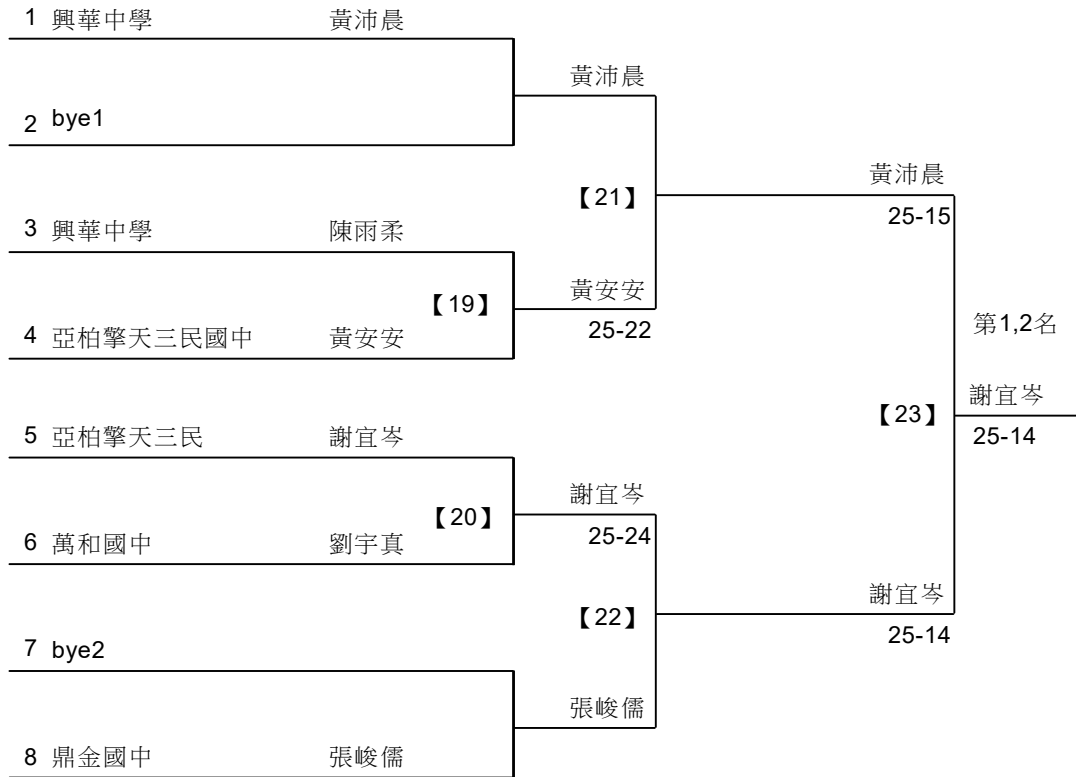 1 興華中學 黃沛晨
黃沛晨
2 bye1
黃沛晨
【21】
25-15
3 興華中學 陳雨柔
黃安安
【19】
25-22
第1,2名
4 亞柏擎天三民國中 黃安安
謝宜岑
【23】
25-14
5 亞柏擎天三民 謝宜岑
謝宜岑
【20】
25-24
6 萬和國中 劉宇真
謝宜岑
【22】
25-14
7 bye2
張峻儒
8 鼎金國中 張峻儒